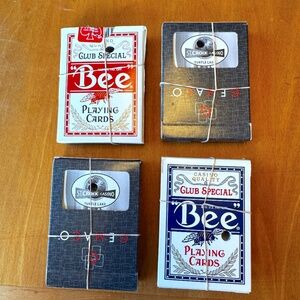 CLUB SPECIAL
"Bee"
PLAYING
CARDS
ST. CROIX CASINO
TURTLE LAKE
ST. CROIX CASINO
TURTLE LAKE
CASINO
QUALITY
CLUB SPECIAL
"Bee"
PLAYING
CARDS